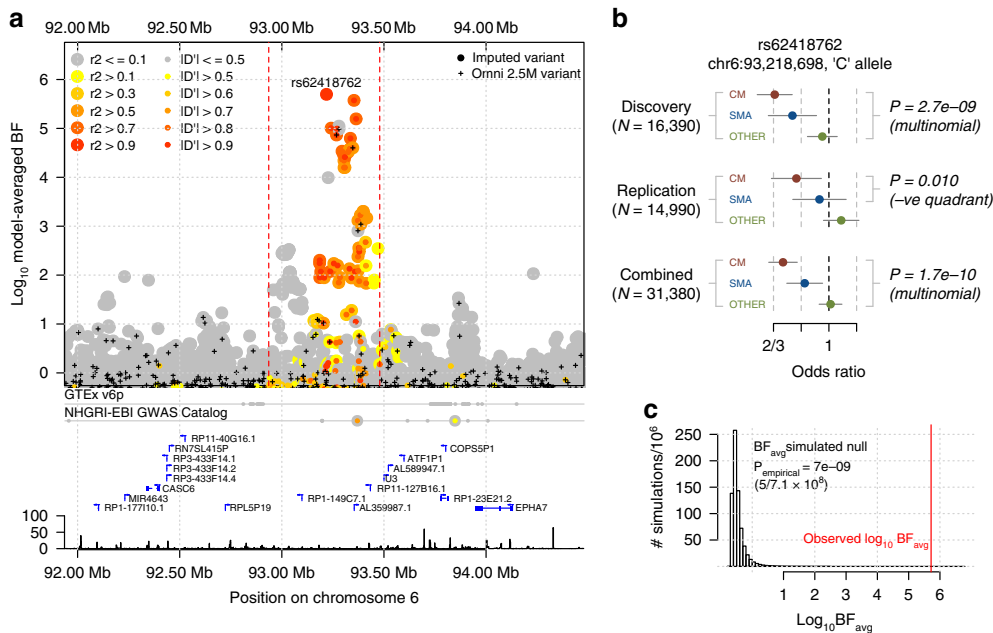 a
92.00 Mb 92.50 Mb 93.00 Mb 93.50 Mb 94.00 Mb
r2 <= 0.1 |D'| <= 0.5
r2 > 0.1 |D'| > 0.5
r2 > 0.3 |D'| > 0.6
r2 > 0.5 |D'| > 0.7
r2 > 0.7 |D'| > 0.8
r2 > 0.9 |D'| > 0.9
Imputed variant
Omni 2.5M variant
rs62418762
Log10 model-averaged BF
6
5
4
3
2
1
0
GTEx v6p
NHGRI-EBI GWAS Catalog
RP11-40G16.1
RN7SL415P
RP3-433F14.1
RP3-433F14.2
RP3-433F14.4
CASC6
MIR4643
RP1-177I10.1
RPL5P19
RP1-149C7.1
COPS5P1
ATF1P1
AL589947.1
U3
RP11-127B16.1
AL359987.1
RP1-23E21.2
EPHA7
100
50
0
92.00 Mb 92.50 Mb 93.00 Mb 93.50 Mb 94.00 Mb
Position on chromosome 6
b
rs62418762
chr6:93,218,698, 'C' allele
Discovery
(N = 16,390)
CM
SMA
OTHER
P = 2.7e–09
(multinomial)
Replication
(N = 14,990)
CM
SMA
OTHER
P = 0.010
(–ve quadrant)
Combined
(N = 31,380)
CM
SMA
OTHER
P = 1.7e–10
(multinomial)
2/3 1
Odds ratio
c
# simulations/10^6
250
200
150
100
50
BFavg simulated null
Pempirical = 7e–09
(5/7.1 × 10^8)
Observed log10 BFavg
1 2 3 4 5 6
Log10BFavg